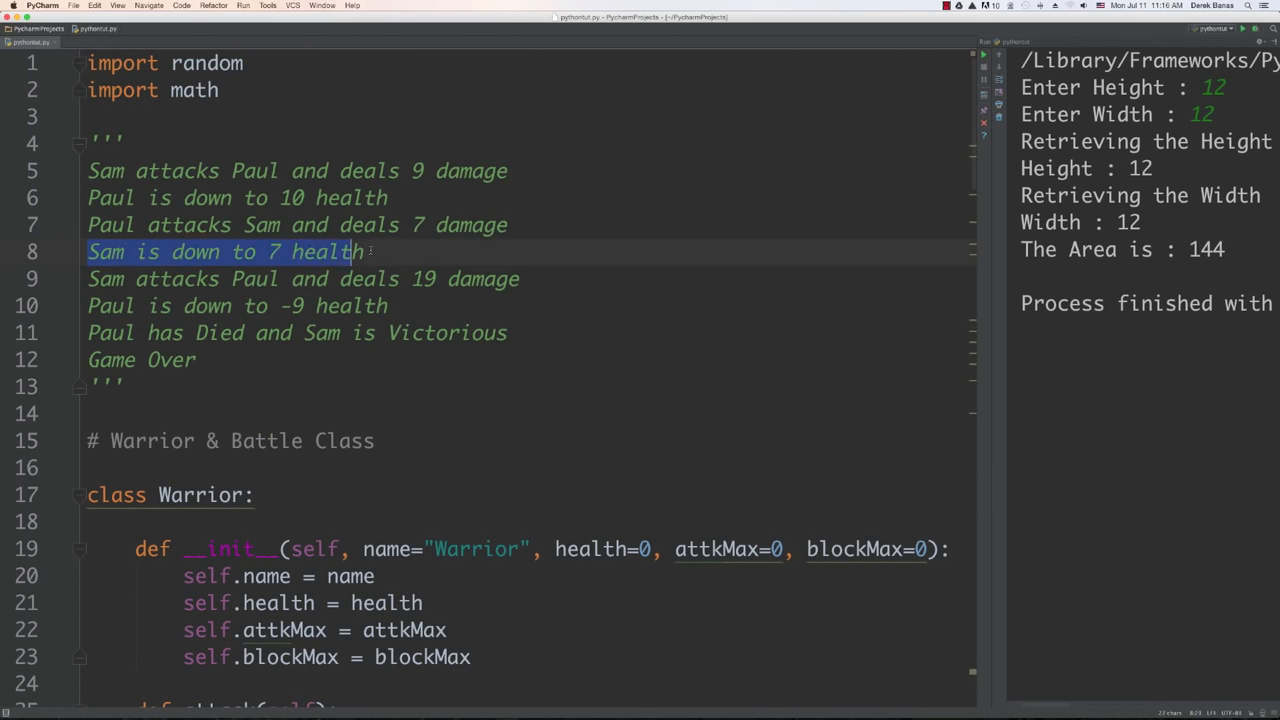 PyCharm File Edit View Navigate Code Refactor Run Tools VCS Window Help
10 Mon Jul 11 11:16 AM Derek Banas
pythontut.py - PycharmProjects - [~/PycharmProjects]
PycharmProjects pythontut.py pythontut
pythontut.py
Run: pythontut
1 import random
2 import math
3
4 '''
5 Sam attacks Paul and deals 9 damage
6 Paul is down to 10 health
7 Paul attacks Sam and deals 7 damage
8 Sam is down to 7 health
9 Sam attacks Paul and deals 19 damage
10 Paul is down to -9 health
11 Paul has Died and Sam is Victorious
12 Game Over
13 '''
14
15 # Warrior & Battle Class
16
17 class Warrior:
18
19 def __init__(self, name="Warrior", health=0, attkMax=0, blockMax=0):
20 self.name = name
21 self.health = health
22 self.attkMax = attkMax
23 self.blockMax = blockMax
24
/Library/Frameworks/Py
Enter Height : 12
Enter Width : 12
Retrieving the Height
Height : 12
Retrieving the Width
Width : 12
The Area is : 144
Process finished with